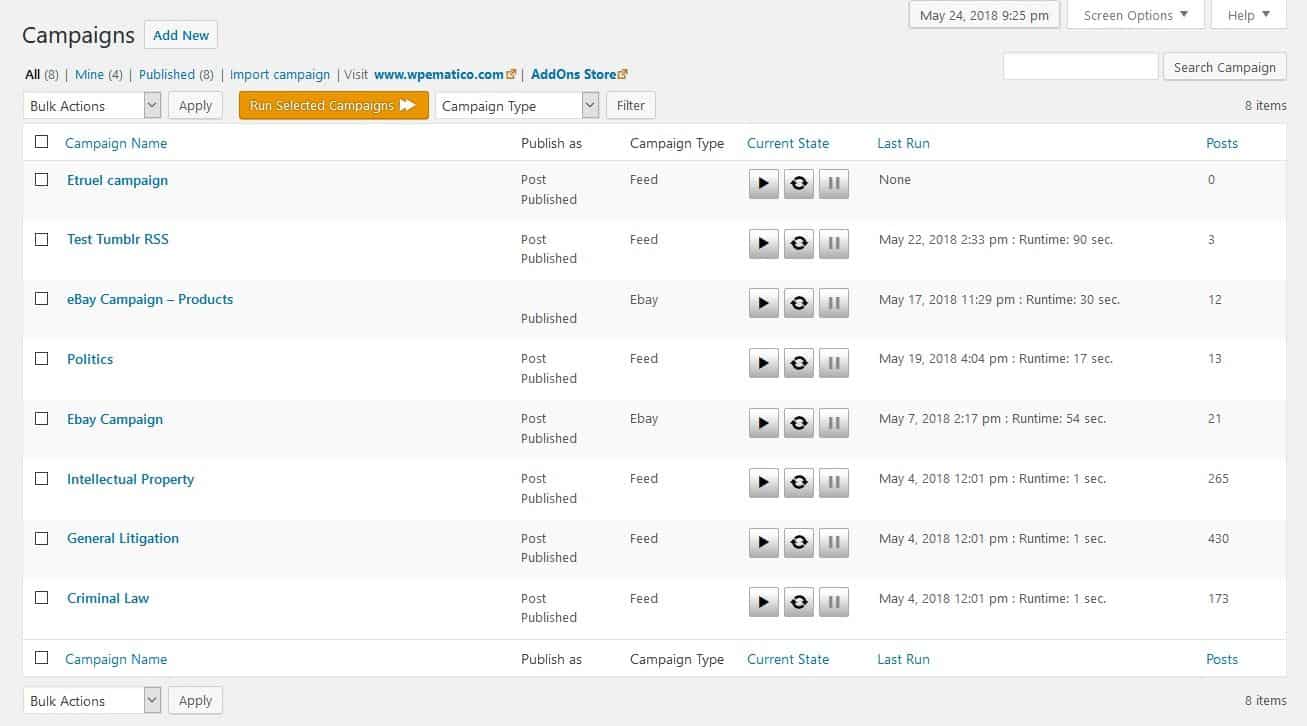 May 24, 2018 9:25 pm Screen Options Help
Campaigns Add New
All (8) | Mine (4) | Published (8) | Import campaign | Visit www.wpematico.com | AddOns Store
Search Campaign
Bulk Actions Apply Run Selected Campaigns Campaign Type Filter 8 items
Campaign Name Publish as Campaign Type Current State Last Run Posts
Etruel campaign Post Feed None 0
Published
Test Tumblr RSS Post Feed May 22, 2018 2:33 pm : Runtime: 90 sec. 3
Published
eBay Campaign – Products Ebay May 17, 2018 11:29 pm : Runtime: 30 sec. 12
Published
Politics Post Feed May 19, 2018 4:04 pm : Runtime: 17 sec. 13
Published
Ebay Campaign Post Ebay May 7, 2018 2:17 pm : Runtime: 54 sec. 21
Published
Intellectual Property Post Feed May 4, 2018 12:01 pm : Runtime: 1 sec. 265
Published
General Litigation Post Feed May 4, 2018 12:01 pm : Runtime: 1 sec. 430
Published
Criminal Law Post Feed May 4, 2018 12:01 pm : Runtime: 1 sec. 173
Published
Campaign Name Publish as Campaign Type Current State Last Run Posts
Bulk Actions Apply 8 items